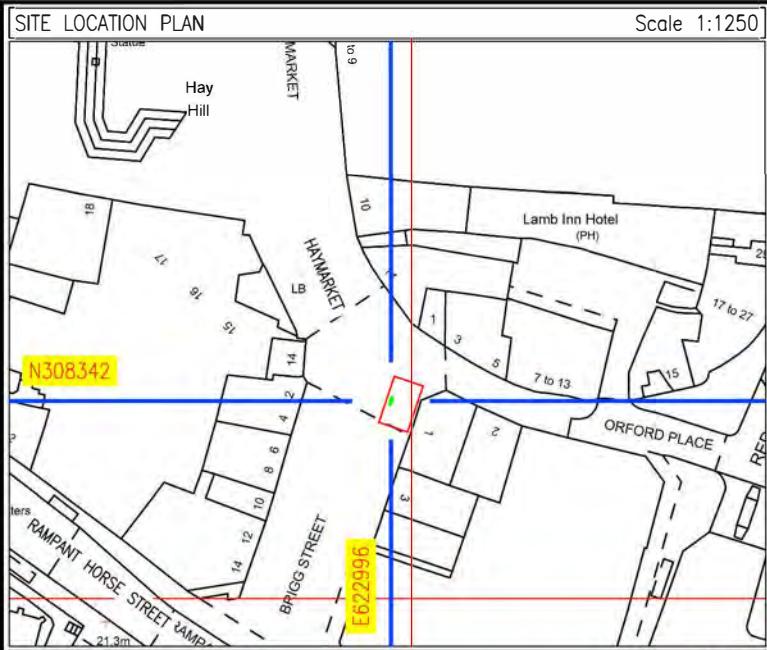 SITE LOCATION PLAN
Scale 1:1250
Statue
MARKET
to 9
Hay
Hill
18
10
Lamb Inn Hotel
(PH)
HAYMARKET
17
16
LB
15
17 to 27
1
3
5
14
7 to 13
15
N308342
2
4
1
2
ORFORD PLACE
6
8
3
10
12
14
RAMPANT HORSE STREET
BRIGG STREET
E622996
21.3m